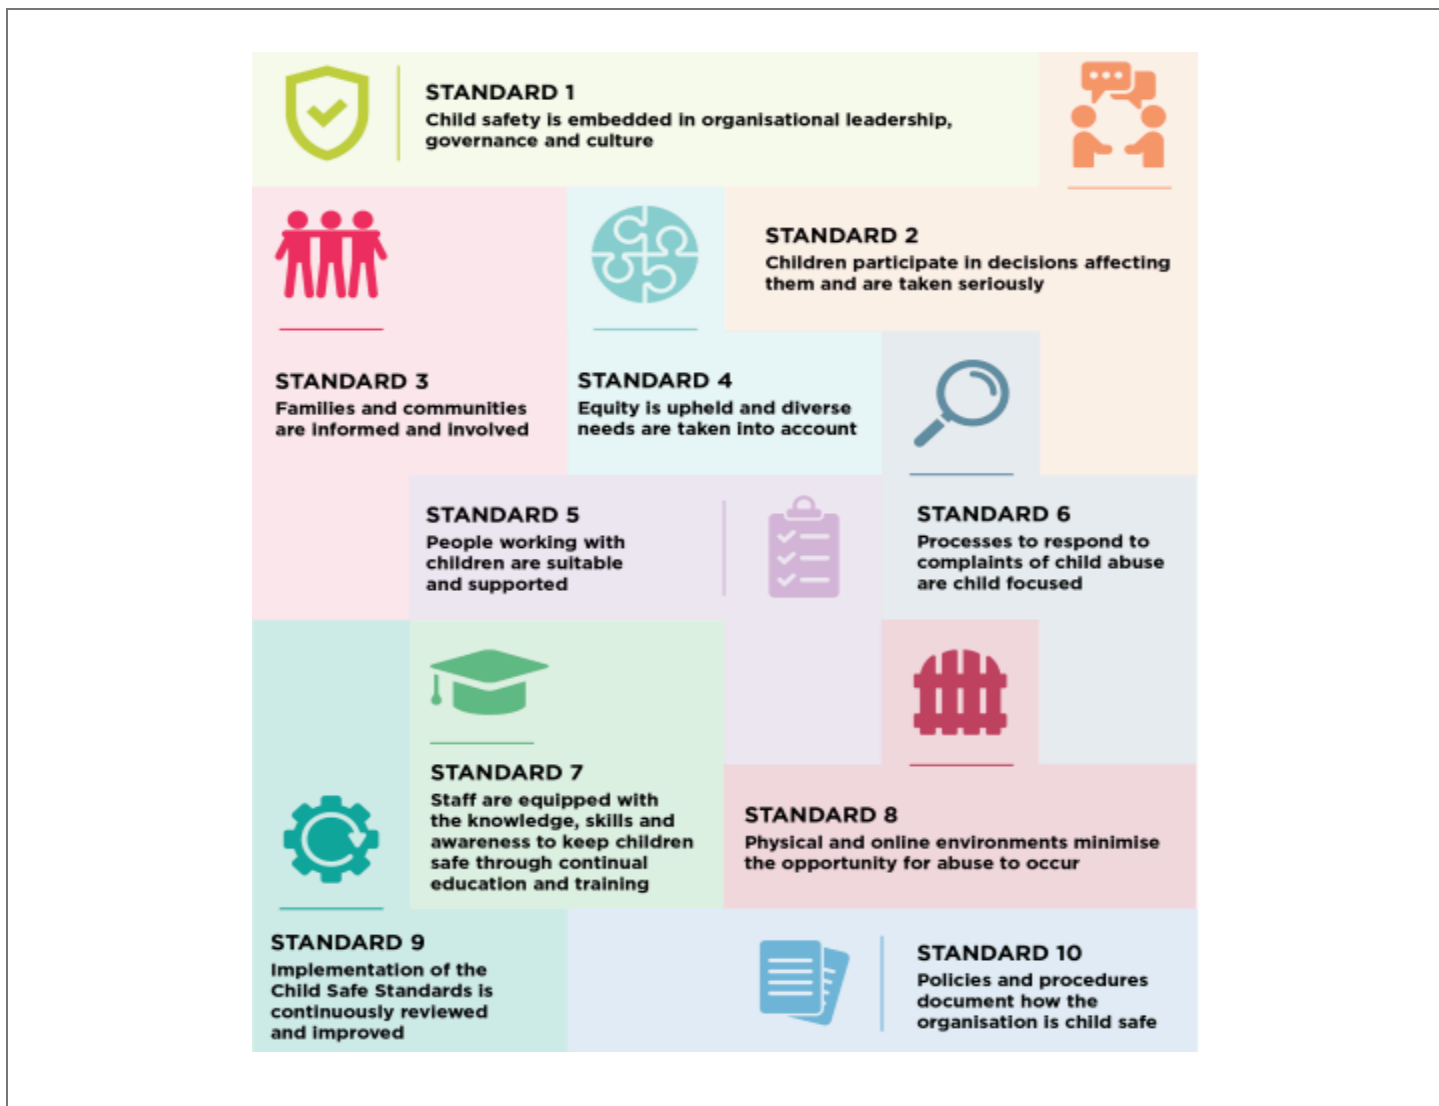 STANDARD 1
Child safety is embedded in organisational leadership,
governance and culture
STANDARD 2
Children participate in decisions affecting
them and are taken seriously
STANDARD 3
Families and communities
are informed and involved
STANDARD 4
Equity is upheld and diverse
needs are taken into account
STANDARD 5
People working with
children are suitable
and supported
STANDARD 6
Processes to respond to
complaints of child abuse
are child focused
STANDARD 7
Staff are equipped with
the knowledge, skills and
awareness to keep children
safe through continual
education and training
STANDARD 8
Physical and online environments minimise
the opportunity for abuse to occur
STANDARD 9
Implementation of the
Child Safe Standards is
continuously reviewed
and improved
STANDARD 10
Policies and procedures
document how the
organisation is child safe